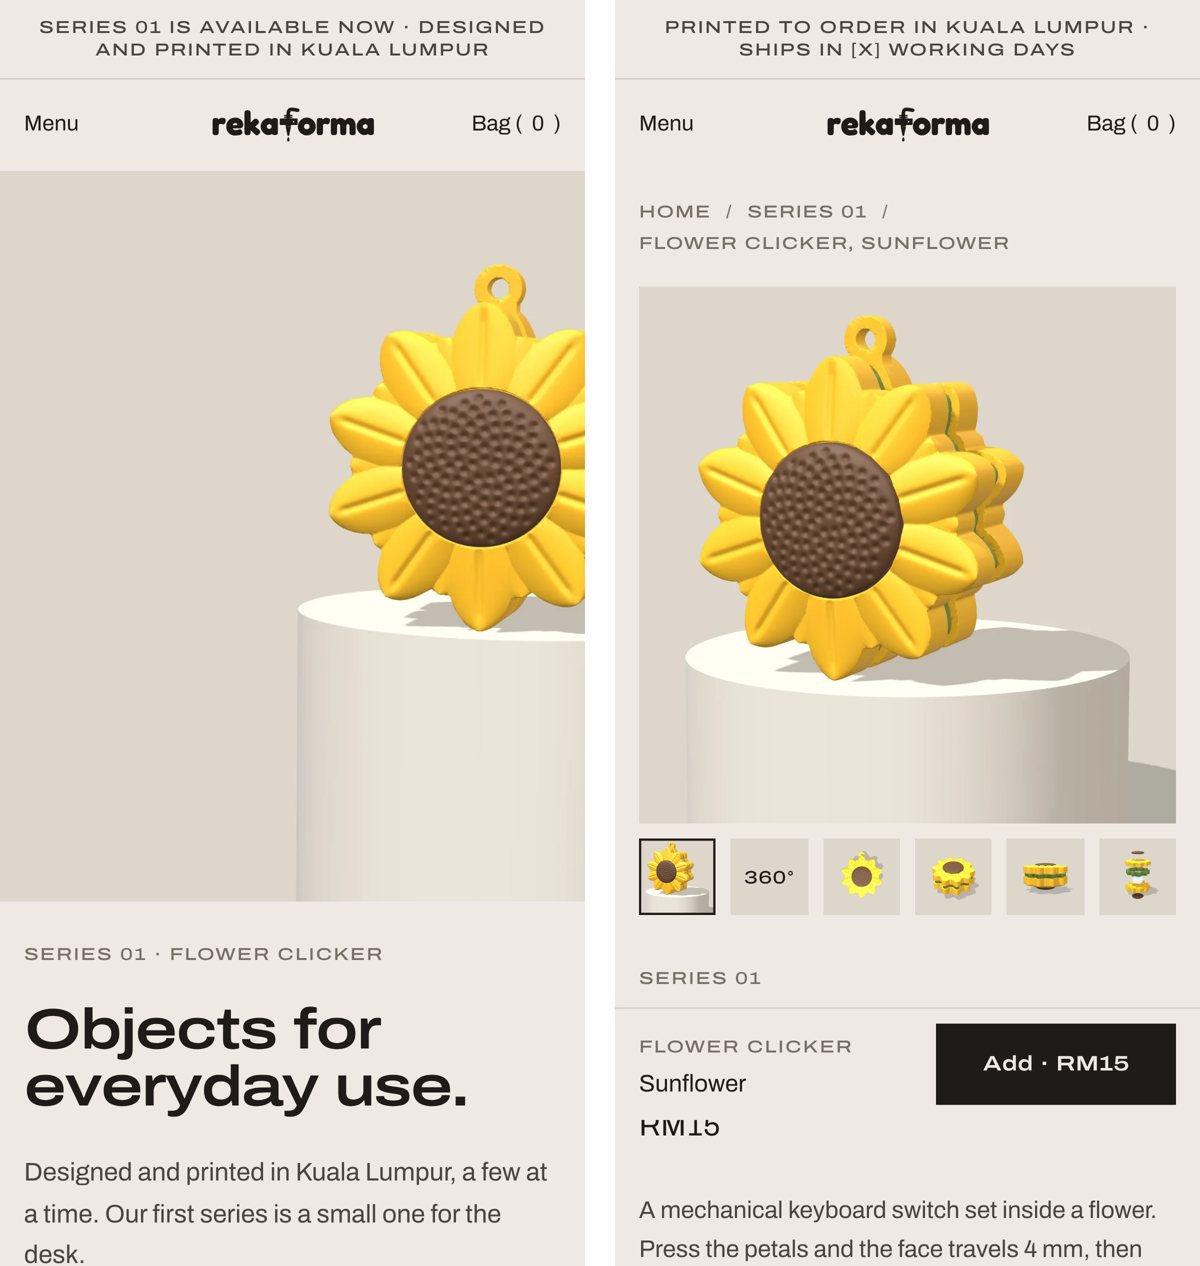 SERIES 01 IS AVAILABLE NOW · DESIGNED
AND PRINTED IN KUALA LUMPUR
Menu
rekaforma
Bag ( 0 )
SERIES 01 · FLOWER CLICKER
Objects for
everyday use.
Designed and printed in Kuala Lumpur, a few at
a time. Our first series is a small one for the
desk.
PRINTED TO ORDER IN KUALA LUMPUR ·
SHIPS IN [X] WORKING DAYS
Menu
rekaforma
Bag ( 0 )
HOME / SERIES 01 /
FLOWER CLICKER, SUNFLOWER
360°
SERIES 01
FLOWER CLICKER
Sunflower
Add · RM15
RM15
A mechanical keyboard switch set inside a flower.
Press the petals and the face travels 4 mm, then